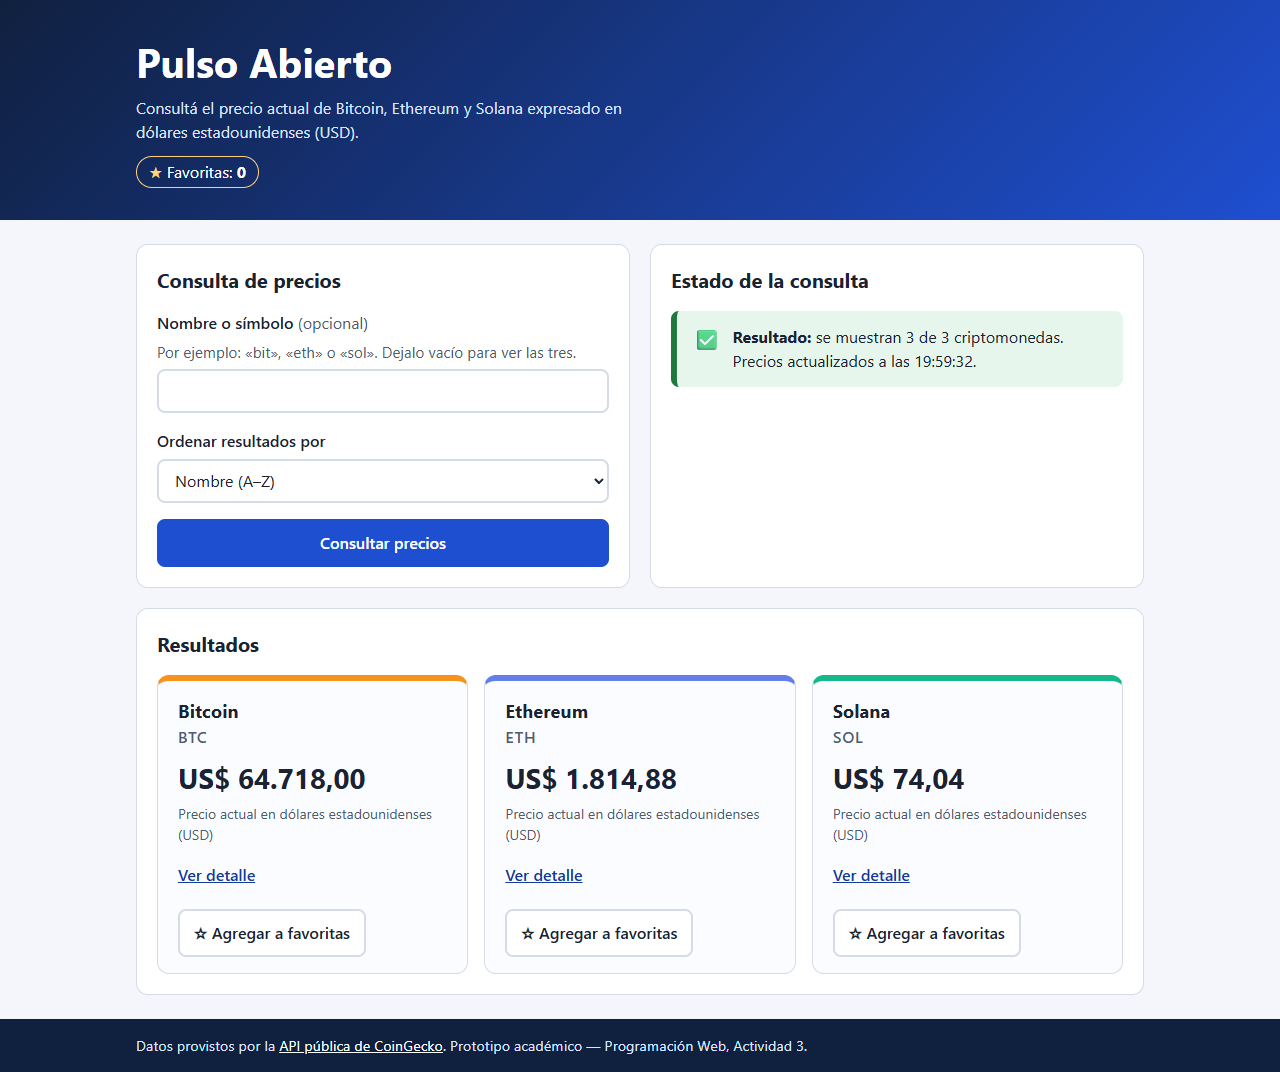 Pulso Abierto
Consultá el precio actual de Bitcoin, Ethereum y Solana expresado en
dólares estadounidenses (USD).
★ Favoritas: 0
Consulta de precios
Nombre o símbolo (opcional)
Por ejemplo: «bit», «eth» o «sol». Dejalo vacío para ver las tres.
Ordenar resultados por
Nombre (A–Z)
Consultar precios
Estado de la consulta
✅ Resultado: se muestran 3 de 3 criptomonedas.
Precios actualizados a las 19:59:32.
Resultados
Bitcoin
BTC
US$ 64.718,00
Precio actual en dólares estadounidenses
(USD)
Ver detalle
☆ Agregar a favoritas
Ethereum
ETH
US$ 1.814,88
Precio actual en dólares estadounidenses
(USD)
Ver detalle
☆ Agregar a favoritas
Solana
SOL
US$ 74,04
Precio actual en dólares estadounidenses
(USD)
Ver detalle
☆ Agregar a favoritas
Datos provistos por la API pública de CoinGecko. Prototipo académico — Programación Web, Actividad 3.